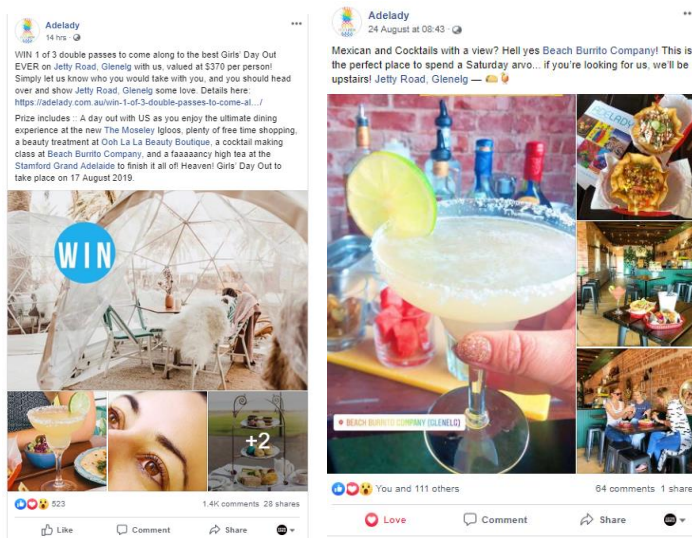 Adelady
14 hrs ·
WIN 1 of 3 double passes to come along to the best Girls' Day Out
EVER on Jetty Road, Glenelg with us, valued at $370 per person!
Simply let us know who you would take with you, and you should head
over and show Jetty Road, Glenelg some love. Details here:
https://adelady.com.au/win-1-of-3-double-passes-to-come-al.../
Prize includes :: A day out with US as you enjoy the ultimate dining
experience at the new The Moseley Igloos, plenty of free time shopping,
a beauty treatment at Ooh La La Beauty Boutique, a cocktail making
class at Beach Burrito Company, and a faaaaancy high tea at the
Stamford Grand Adelaide to finish it all of! Heaven! Girls' Day Out to
take place on 17 August 2019.
WIN
+2
523
1.4K comments 28 shares
Like Comment Share
Adelady
24 August at 08:43 ·
Mexican and Cocktails with a view? Hell yes Beach Burrito Company! This is
the perfect place to spend a Saturday arvo... if you're looking for us, we'll be
upstairs! Jetty Road, Glenelg —
ADELADY
BEACH BURRITO COMPANY (GLENELG)
You and 111 others
64 comments 1 share
Love Comment Share